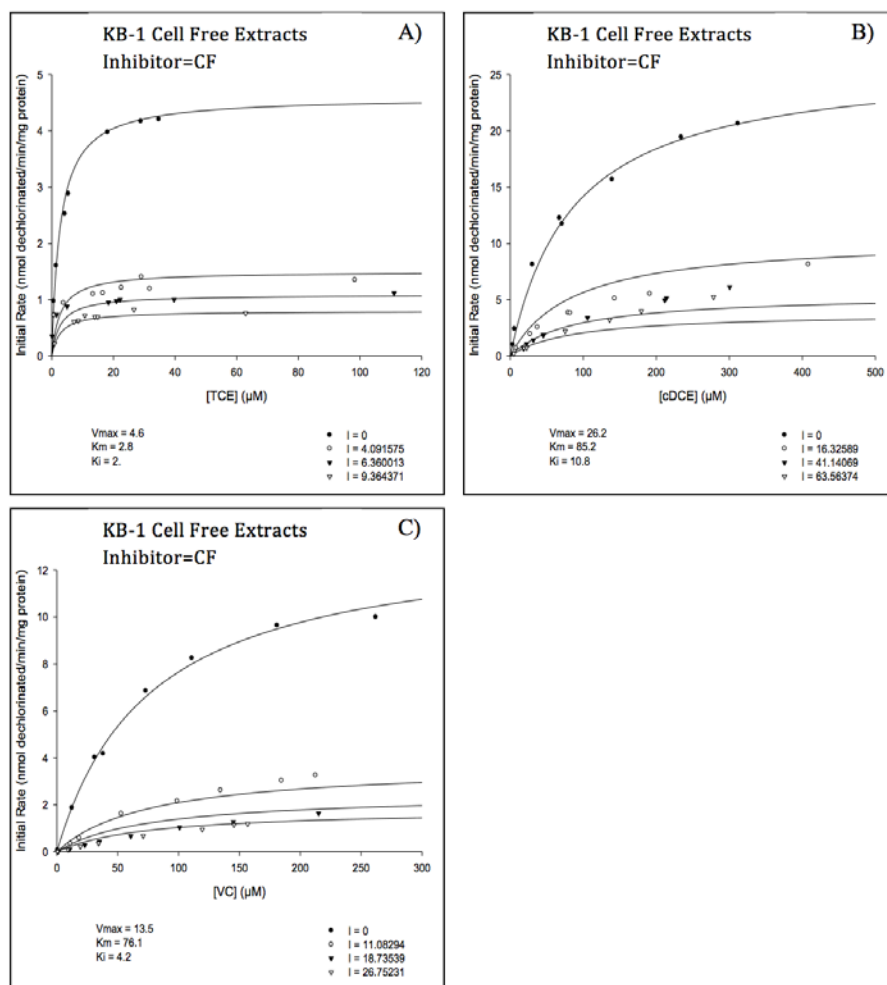 KB-1 Cell Free Extracts
A)
Inhibitor=CF
Initial Rate (nmol dechlorinated/min/mg protein)
5
4
3
2
1
0
0 20 40 60 80 100 120
[TCE] (µM)
Vmax = 4.6
Km = 2.8
Ki = 2.
I = 0
I = 4.091575
I = 6.360013
I = 9.364371
KB-1 Cell Free Extracts
B)
Inhibitor=CF
Initial Rate (nmol dechlorinated/min/mg protein)
25
20
15
10
5
0
0 100 200 300 400 500
[cDCE] (µM)
Vmax = 26.2
Km = 85.2
Ki = 10.8
I = 0
I = 16.32589
I = 41.14069
I = 63.56374
KB-1 Cell Free Extracts
C)
Inhibitor=CF
Initial Rate (nmol dechlorinated/min/mg protein)
12
10
8
6
4
2
0
0 50 100 150 200 250 300
[VC] (µM)
Vmax = 13.5
Km = 76.1
Ki = 4.2
I = 0
I = 11.08294
I = 18.73539
I = 26.75231